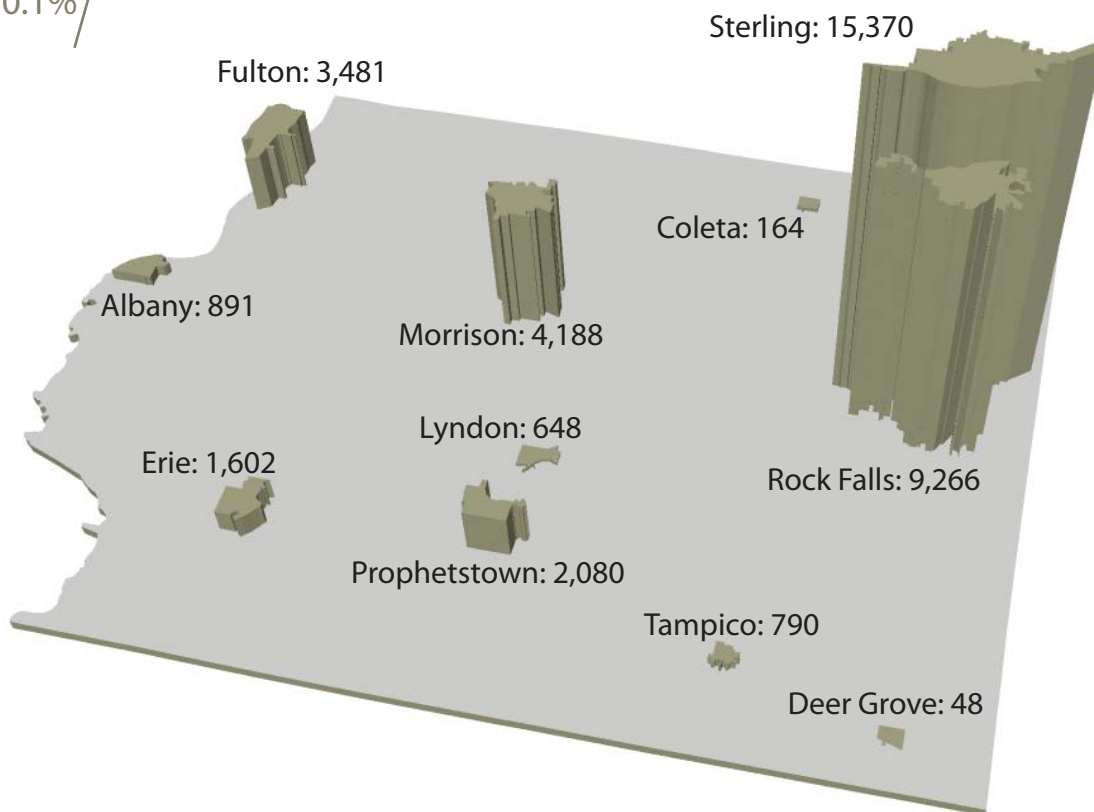 0.1%
Sterling: 15,370
Fulton: 3,481
Coleta: 164
Albany: 891
Morrison: 4,188
Lyndon: 648
Erie: 1,602
Rock Falls: 9,266
Prophetstown: 2,080
Tampico: 790
Deer Grove: 48